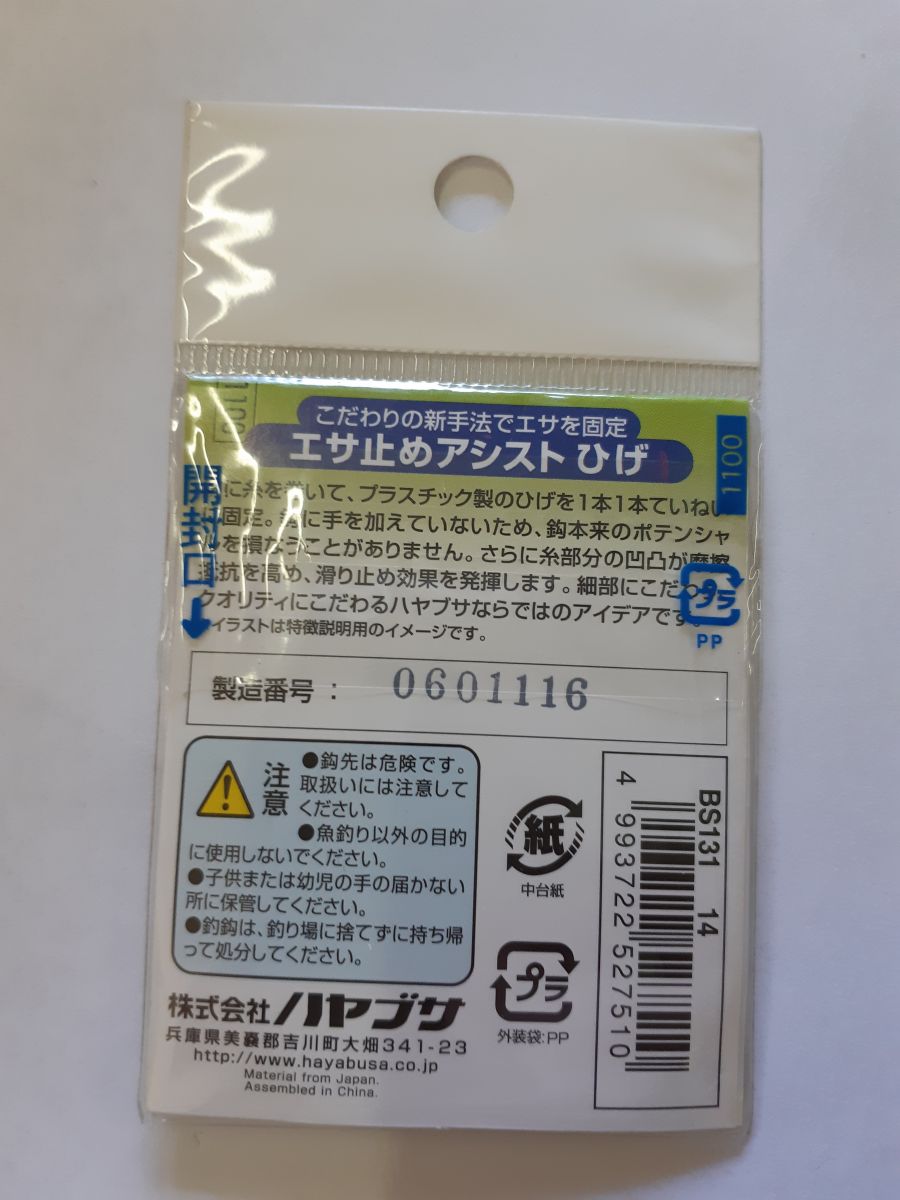 こだわりの新手法でエサを固定
エサ止めアシスト ひげ
1100
に糸を巻いて、プラスチック製のひげを1本1本ていねい
に固定。に手を加えていないため、鈎本来のポテンシャ
ルを損なうことがありません。さらに糸部分の凹凸が摩擦
抵抗を高め、滑り止め効果を発揮します。細部にこだわり
クオリティにこだわるハヤブサならではのアイデアです。
イラストは特徴説明用のイメージです。
開封口
プラ
PP
製造番号 : 0601116
注意
●鈎先は危険です。
取扱いには注意して
ください。
●魚釣り以外の目的
に使用しないでください。
●子供または幼児の手の届かない
所に保管してください。
●釣鈎は、釣り場に捨てずに持ち帰
って処分してください。
紙
中台紙
プラ
外装袋:PP
BS131 14
4 993722 527510
株式会社ハヤブサ
兵庫県美嚢郡吉川町大畑341-23
http://www.hayabusa.co.jp
Material from Japan.
Assembled in China.